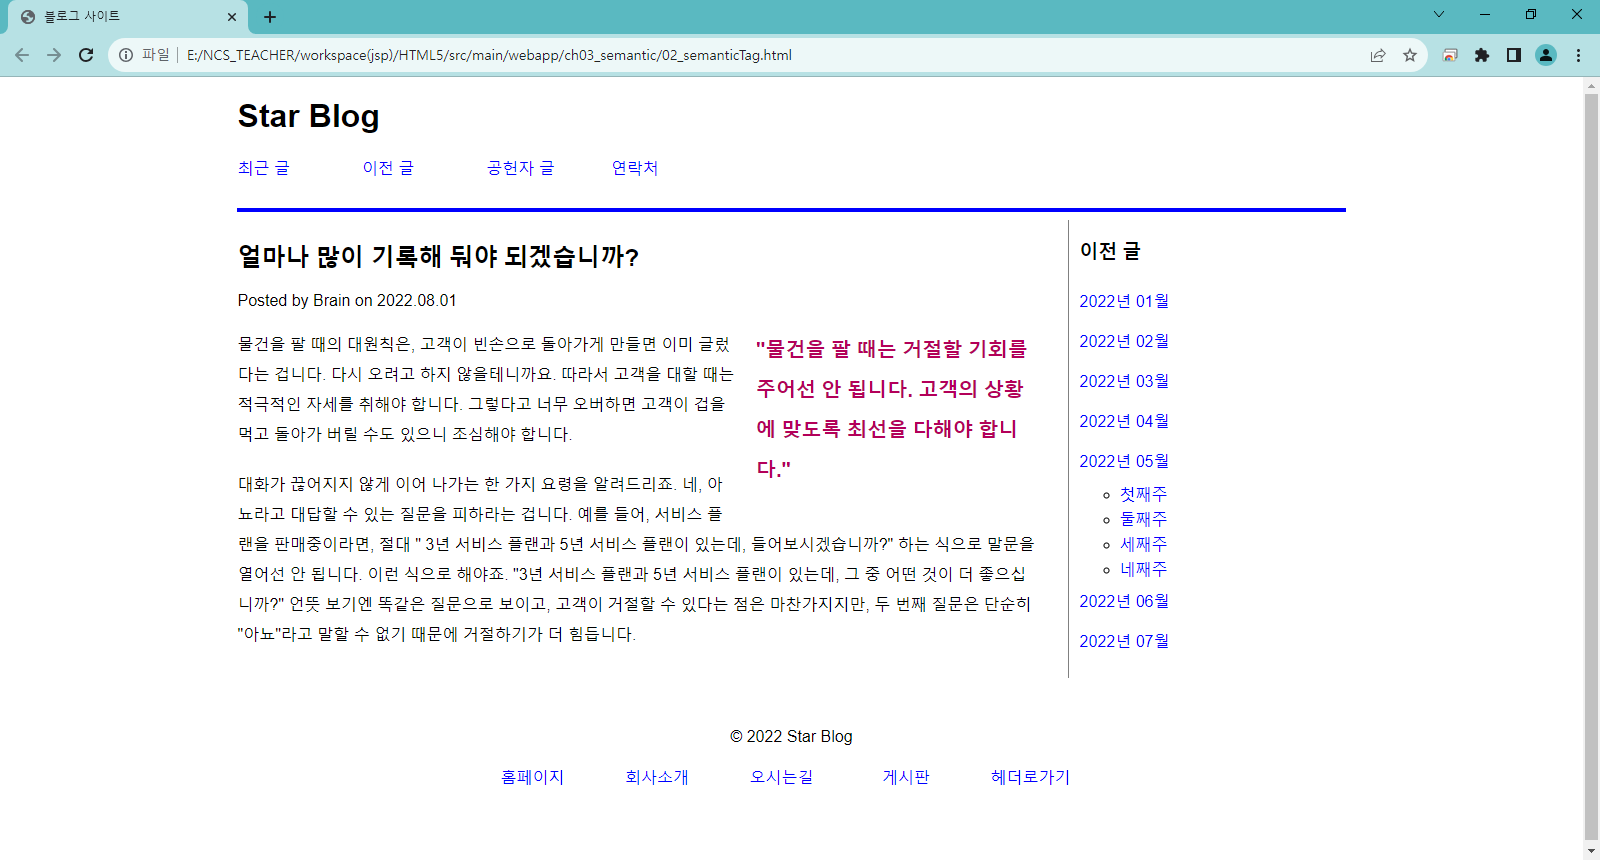 블로그 사이트
파일 E:/NCS_TEACHER/workspace(jsp)/HTML5/src/main/webapp/ch03_semantic/02_semanticTag.html
Star Blog
최근 글 이전 글 공헌자 글 연락처
얼마나 많이 기록해 둬야 되겠습니까?
Posted by Brain on 2022.08.01
물건을 팔 때의 대원칙은, 고객이 빈손으로 돌아가게 만들면 이미 글렀
다는 겁니다. 다시 오려고 하지 않을테니까요. 따라서 고객을 대할 때는
적극적인 자세를 취해야 합니다. 그렇다고 너무 오버하면 고객이 겁을
먹고 돌아가 버릴 수도 있으니 조심해야 합니다.
"물건을 팔 때는 거절할 기회를
주어선 안 됩니다. 고객의 상황
에 맞도록 최선을 다해야 합니
다."
대화가 끊어지지 않게 이어 나가는 한 가지 요령을 알려드리죠. 네, 아
뇨라고 대답할 수 있는 질문을 피하라는 겁니다. 예를 들어, 서비스 플
랜을 판매중이라면, 절대 " 3년 서비스 플랜과 5년 서비스 플랜이 있는데, 들어보시겠습니까?" 하는 식으로 말문을
열어선 안 됩니다. 이런 식으로 해야죠. "3년 서비스 플랜과 5년 서비스 플랜이 있는데, 그 중 어떤 것이 더 좋으십
니까?" 언뜻 보기엔 똑같은 질문으로 보이고, 고객이 거절할 수 있다는 점은 마찬가지지만, 두 번째 질문은 단순히
"아뇨"라고 말할 수 없기 때문에 거절하기가 더 힘듭니다.
이전 글
2022년 01월
2022년 02월
2022년 03월
2022년 04월
2022년 05월
첫째주
둘째주
세째주
네째주
2022년 06월
2022년 07월
© 2022 Star Blog
홈페이지 회사소개 오시는길 게시판 헤더로가기